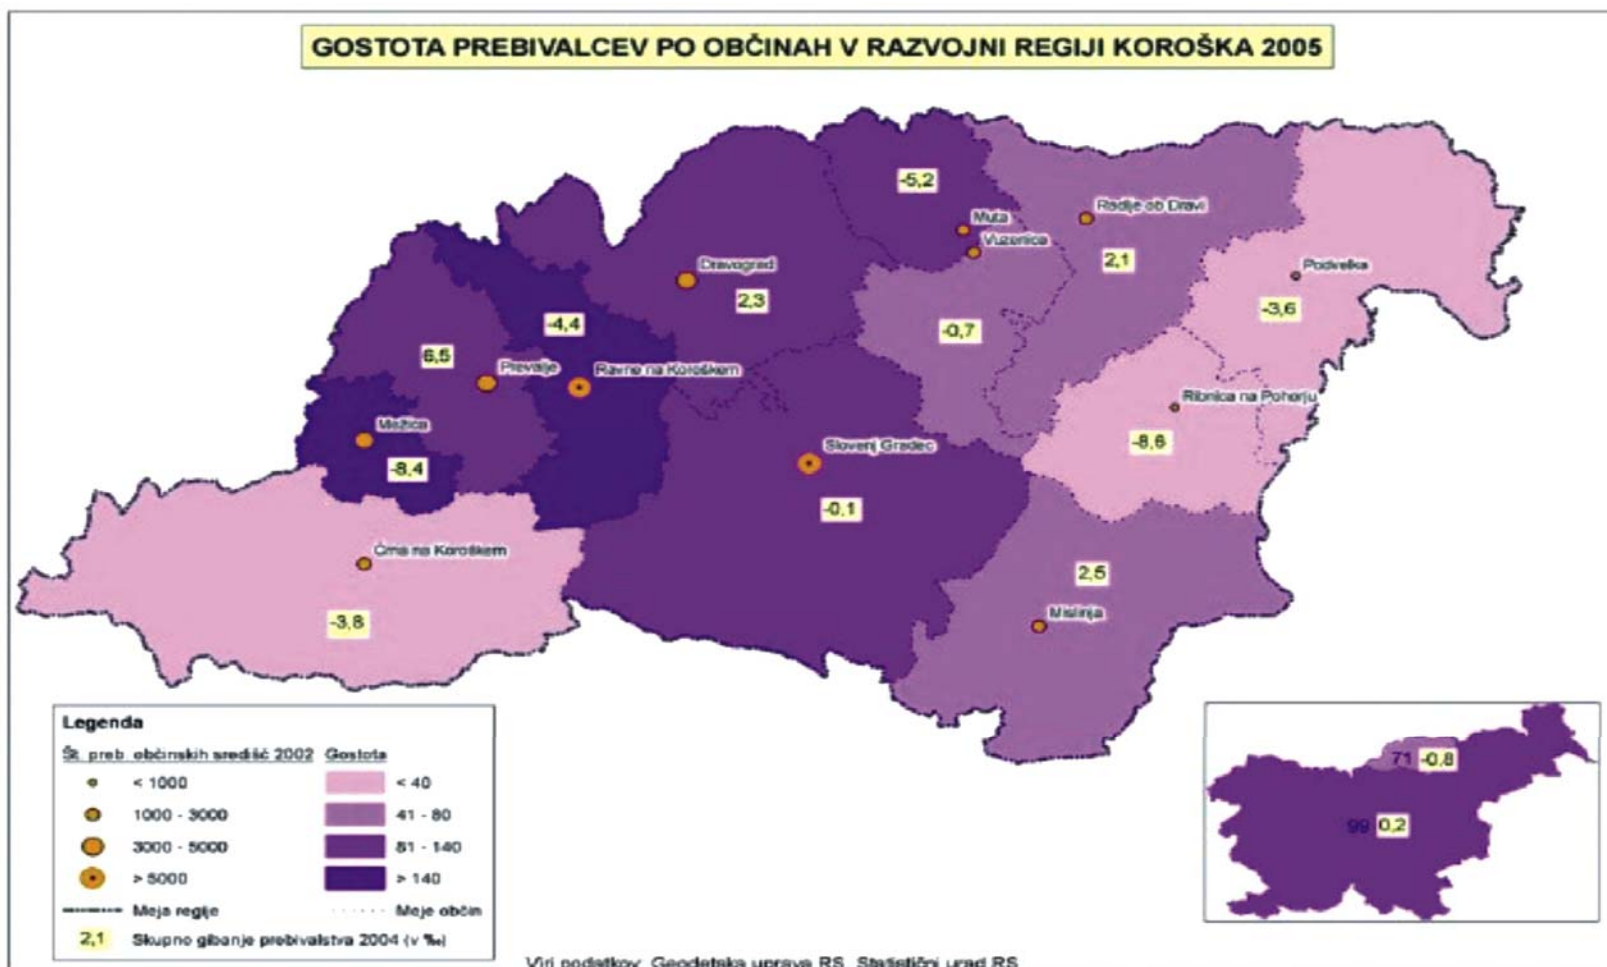 GOSTOTA PREBIVALCEV PO OBČINAH V RAZVOJNI REGIJI KOROŠKA 2005
-5,2
Muta
Vuzenica
Radlje ob Dravi
2,1
Podvelka
-3,6
Dravograd
2,3
-4,4
-0,7
6,5
Prevalje
Ravne na Koroškem
Ribnica na Pohorju
-8,6
Mežica
-8,4
Slovenj Gradec
-0,1
Črna na Koroškem
-3,8
2,5
Mislinja
Legenda
Št. preb. občinskih središč 2002 Gostota
< 1000 < 40
1000 - 3000 41 - 80
3000 - 5000 81 - 140
> 5000 > 140
Meja regije Meje občin
2,1 Skupno gibanje prebivalstva 2004 (v ‰)
71 -0,8
99 0,2
Viri podatkov: Geodetska uprava RS, Statistični urad RS